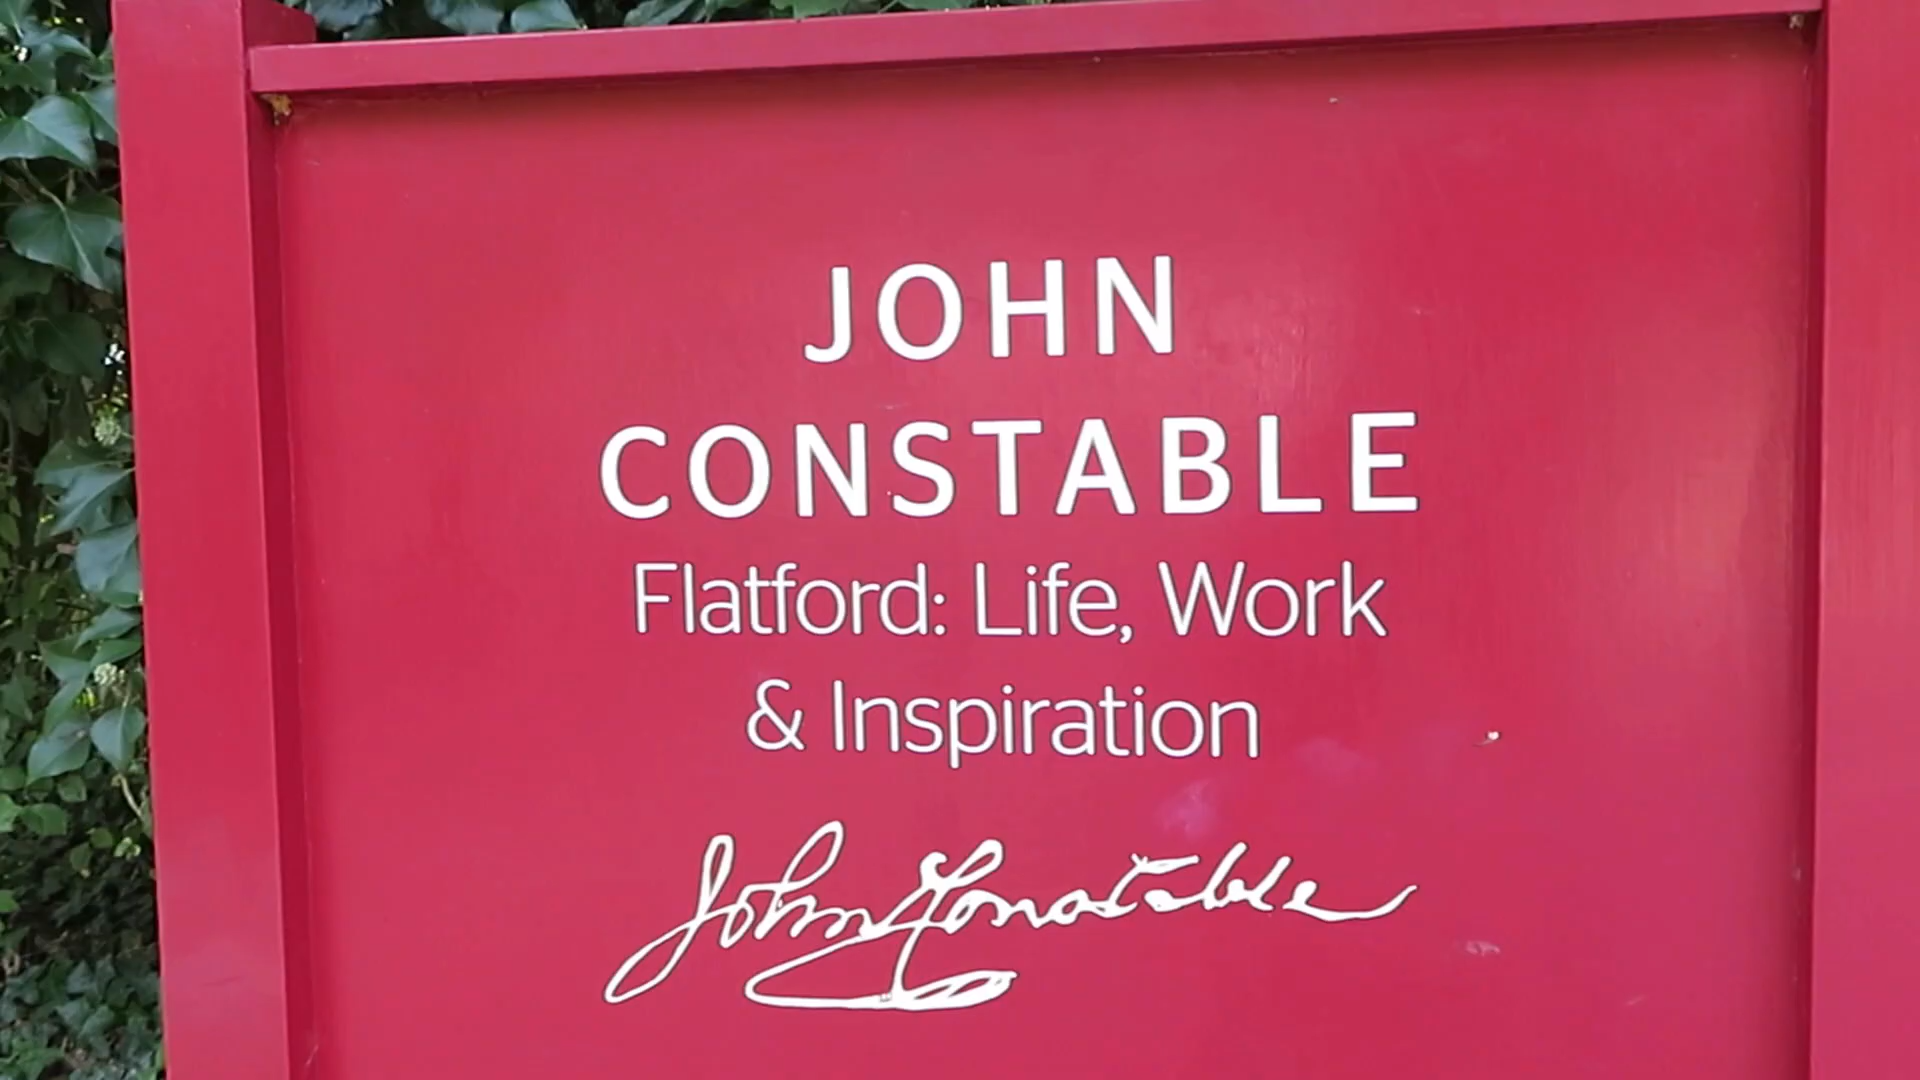 JOHN
CONSTABLE
Flatford: Life, Work
& Inspiration
John Constable